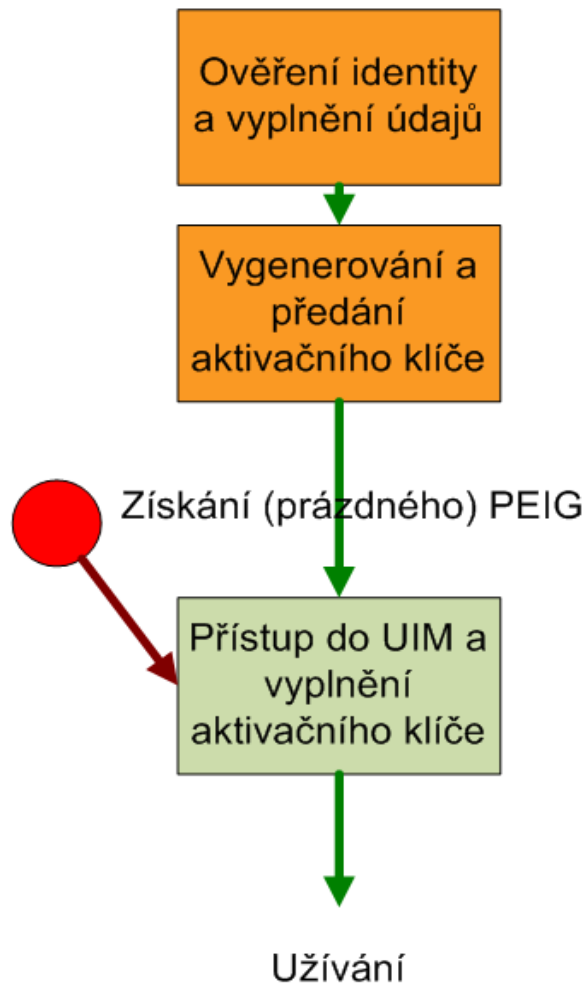 Ověření identity
a vyplnění údajů
Vygenerování a
předání
aktivačního klíče
Získání (prázdného) PEIG
Přístup do UIM a
vyplnění
aktivačního klíče
Užívání